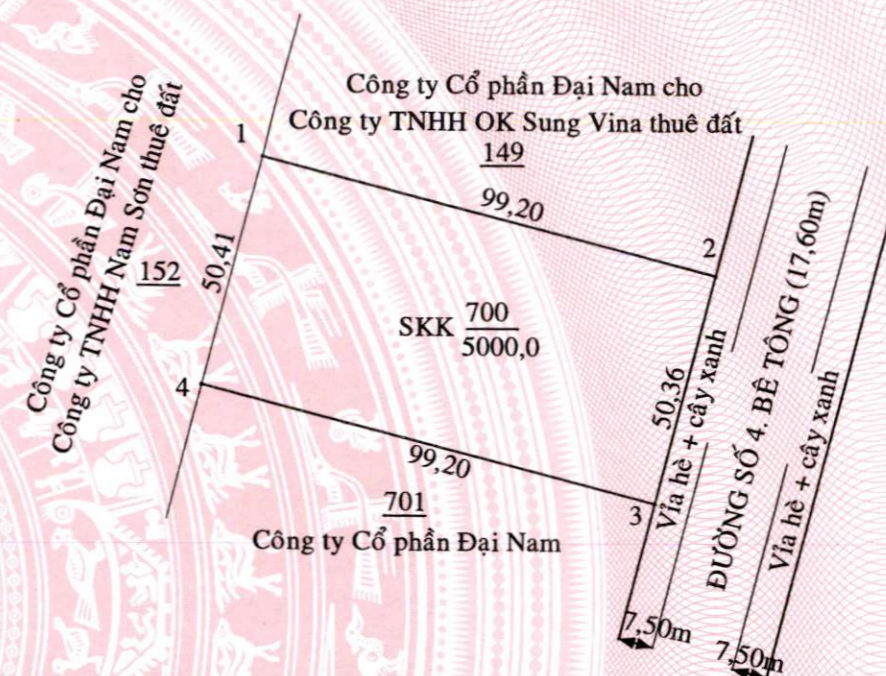 Công ty Cổ phần Đại Nam cho
Công ty TNHH OK Sung Vina thuê đất
149
Công ty Cổ phần Đại Nam cho
Công ty TNHH Nam Sơn thuê đất
152
1
99,20
2
50,41
SKK 700
5000,0
50,36
4
99,20
3
701
Công ty Cổ phần Đại Nam
Vỉa hè + cây xanh
ĐƯỜNG SỐ 4. BÊ TÔNG (17,60m)
Vỉa hè + cây xanh
7,50m
7,50m